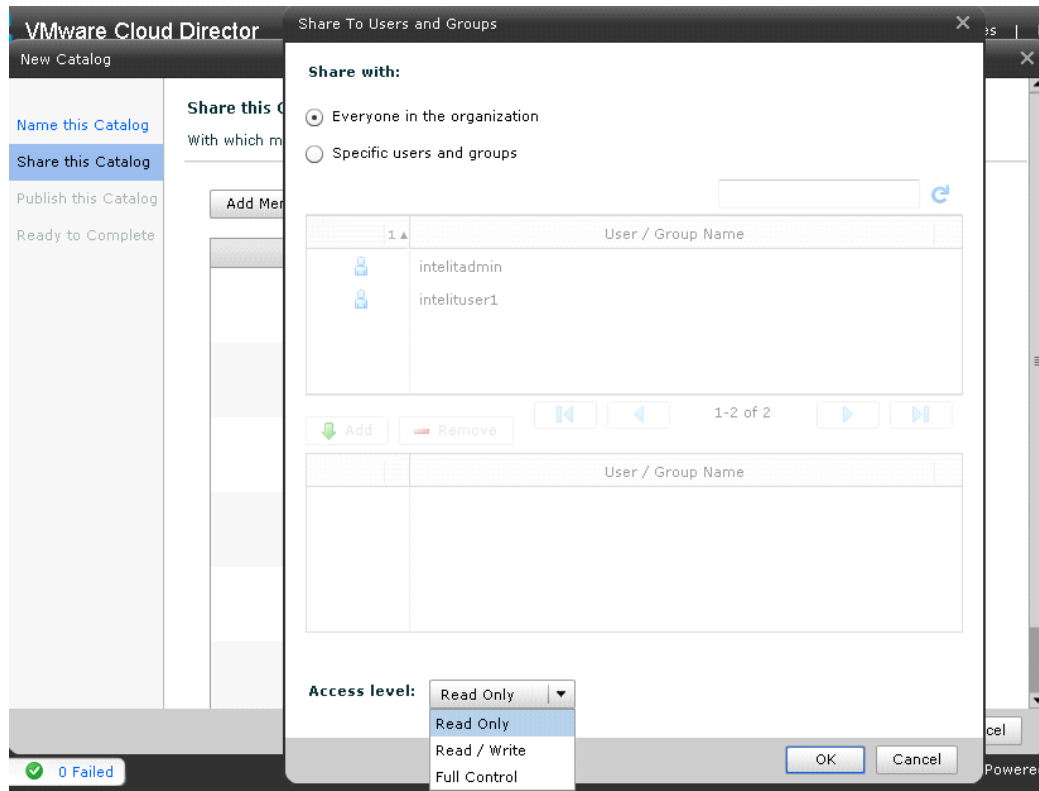 VMware Cloud Director
Share To Users and Groups
New Catalog
Share with:
Name this Catalog
Share this Catalog
Publish this Catalog
Ready to Complete
Share this
With which
Everyone in the organization
Specific users and groups
Add
1
User / Group Name
intelitadmin
intelituser1
1-2 of 2
Add
Remove
User / Group Name
Access level:
Read Only
Read Only
Read / Write
Full Control
OK
Cancel
0 Failed